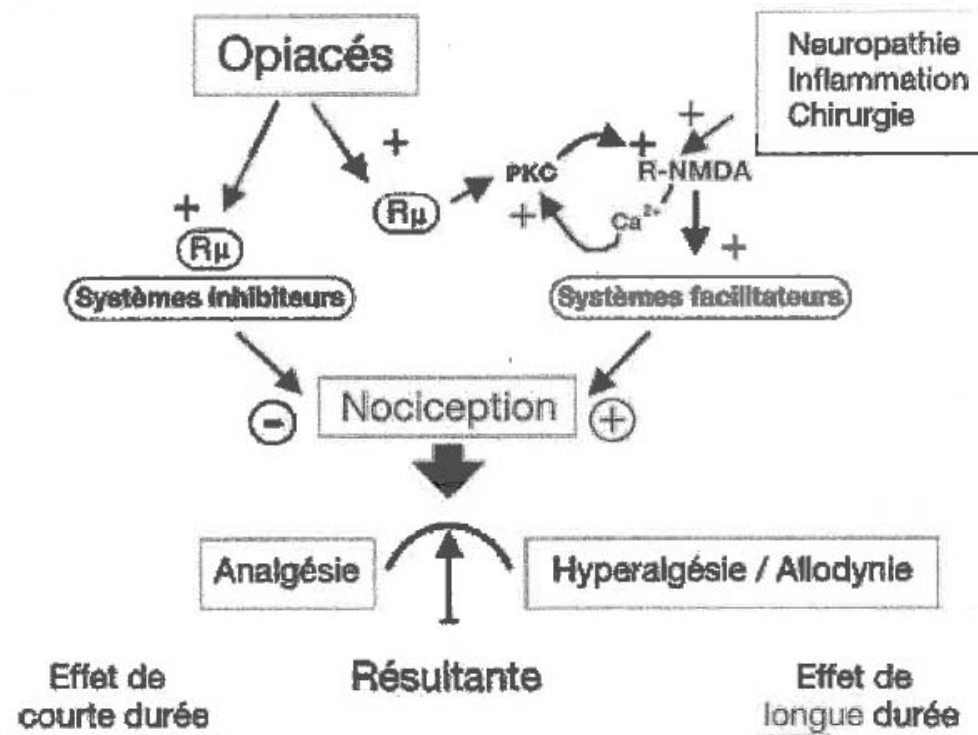 Opiacés
Neuropathie
Inflammation
Chirurgie
+
+
+
+
PKC
R-NMDA
Rµ
+
Ca²⁺
+
Rµ
Systèmes inhibiteurs
Systèmes facilitateurs
-
Nociception
+
Analgésie
Hyperalgésie / Allodynie
Effet de
courte durée
Résultante
Effet de
longue durée